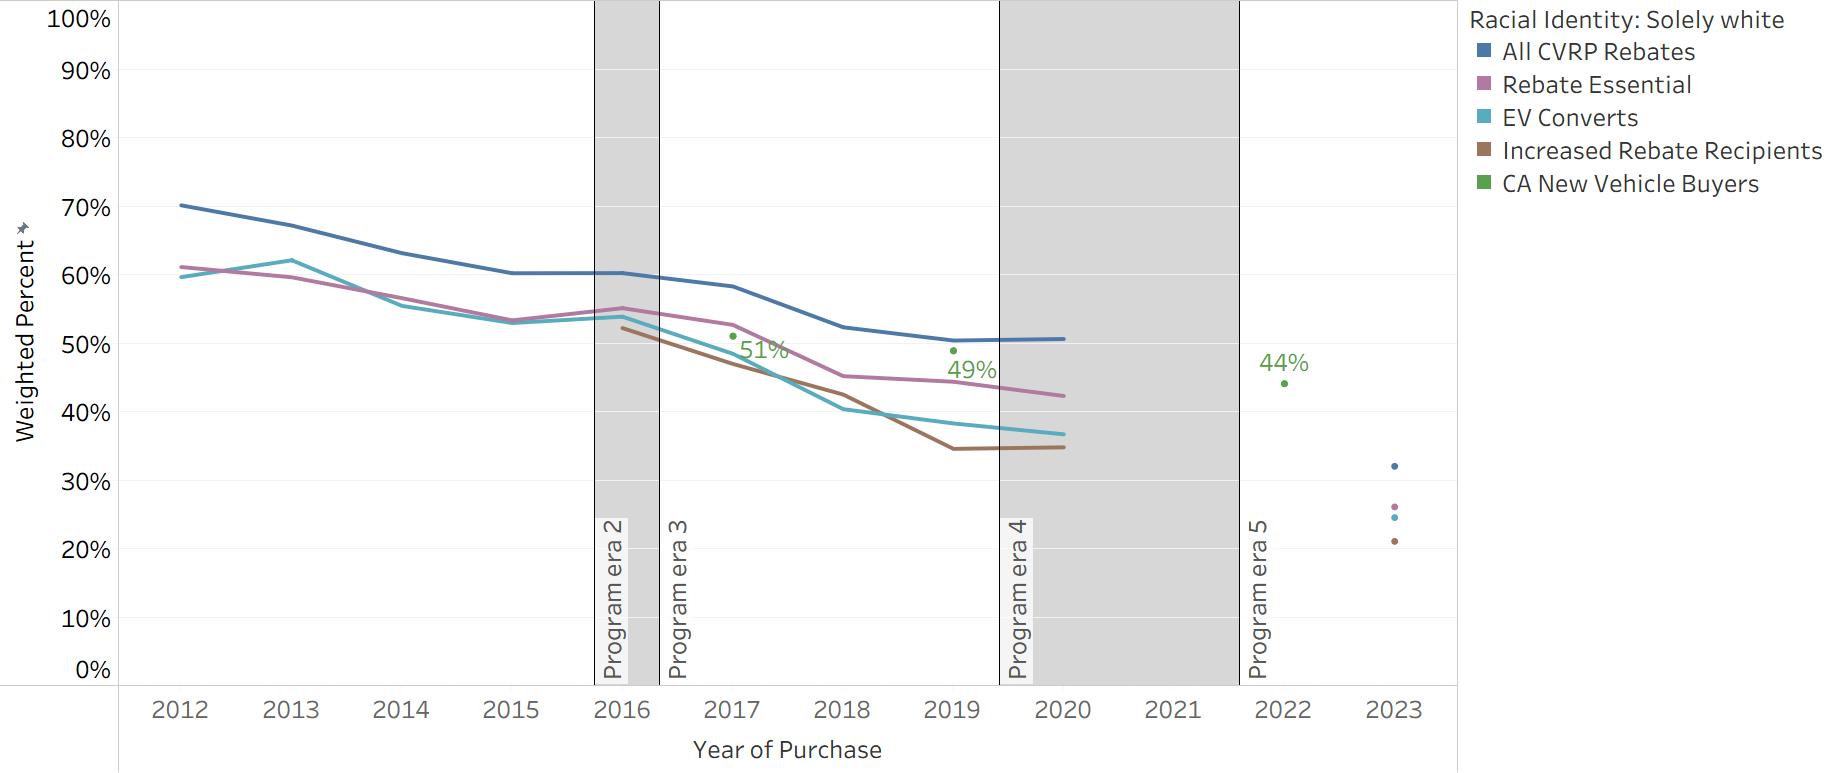 100%
90%
80%
70%
60%
50%
40%
30%
20%
10%
0%
Weighted Percent
51%
49%
44%
Program era 2
Program era 3
Program era 4
Program era 5
2012 2013 2014 2015 2016 2017 2018 2019 2020 2021 2022 2023
Year of Purchase
Racial Identity: Solely white
All CVRP Rebates
Rebate Essential
EV Converts
Increased Rebate Recipients
CA New Vehicle Buyers